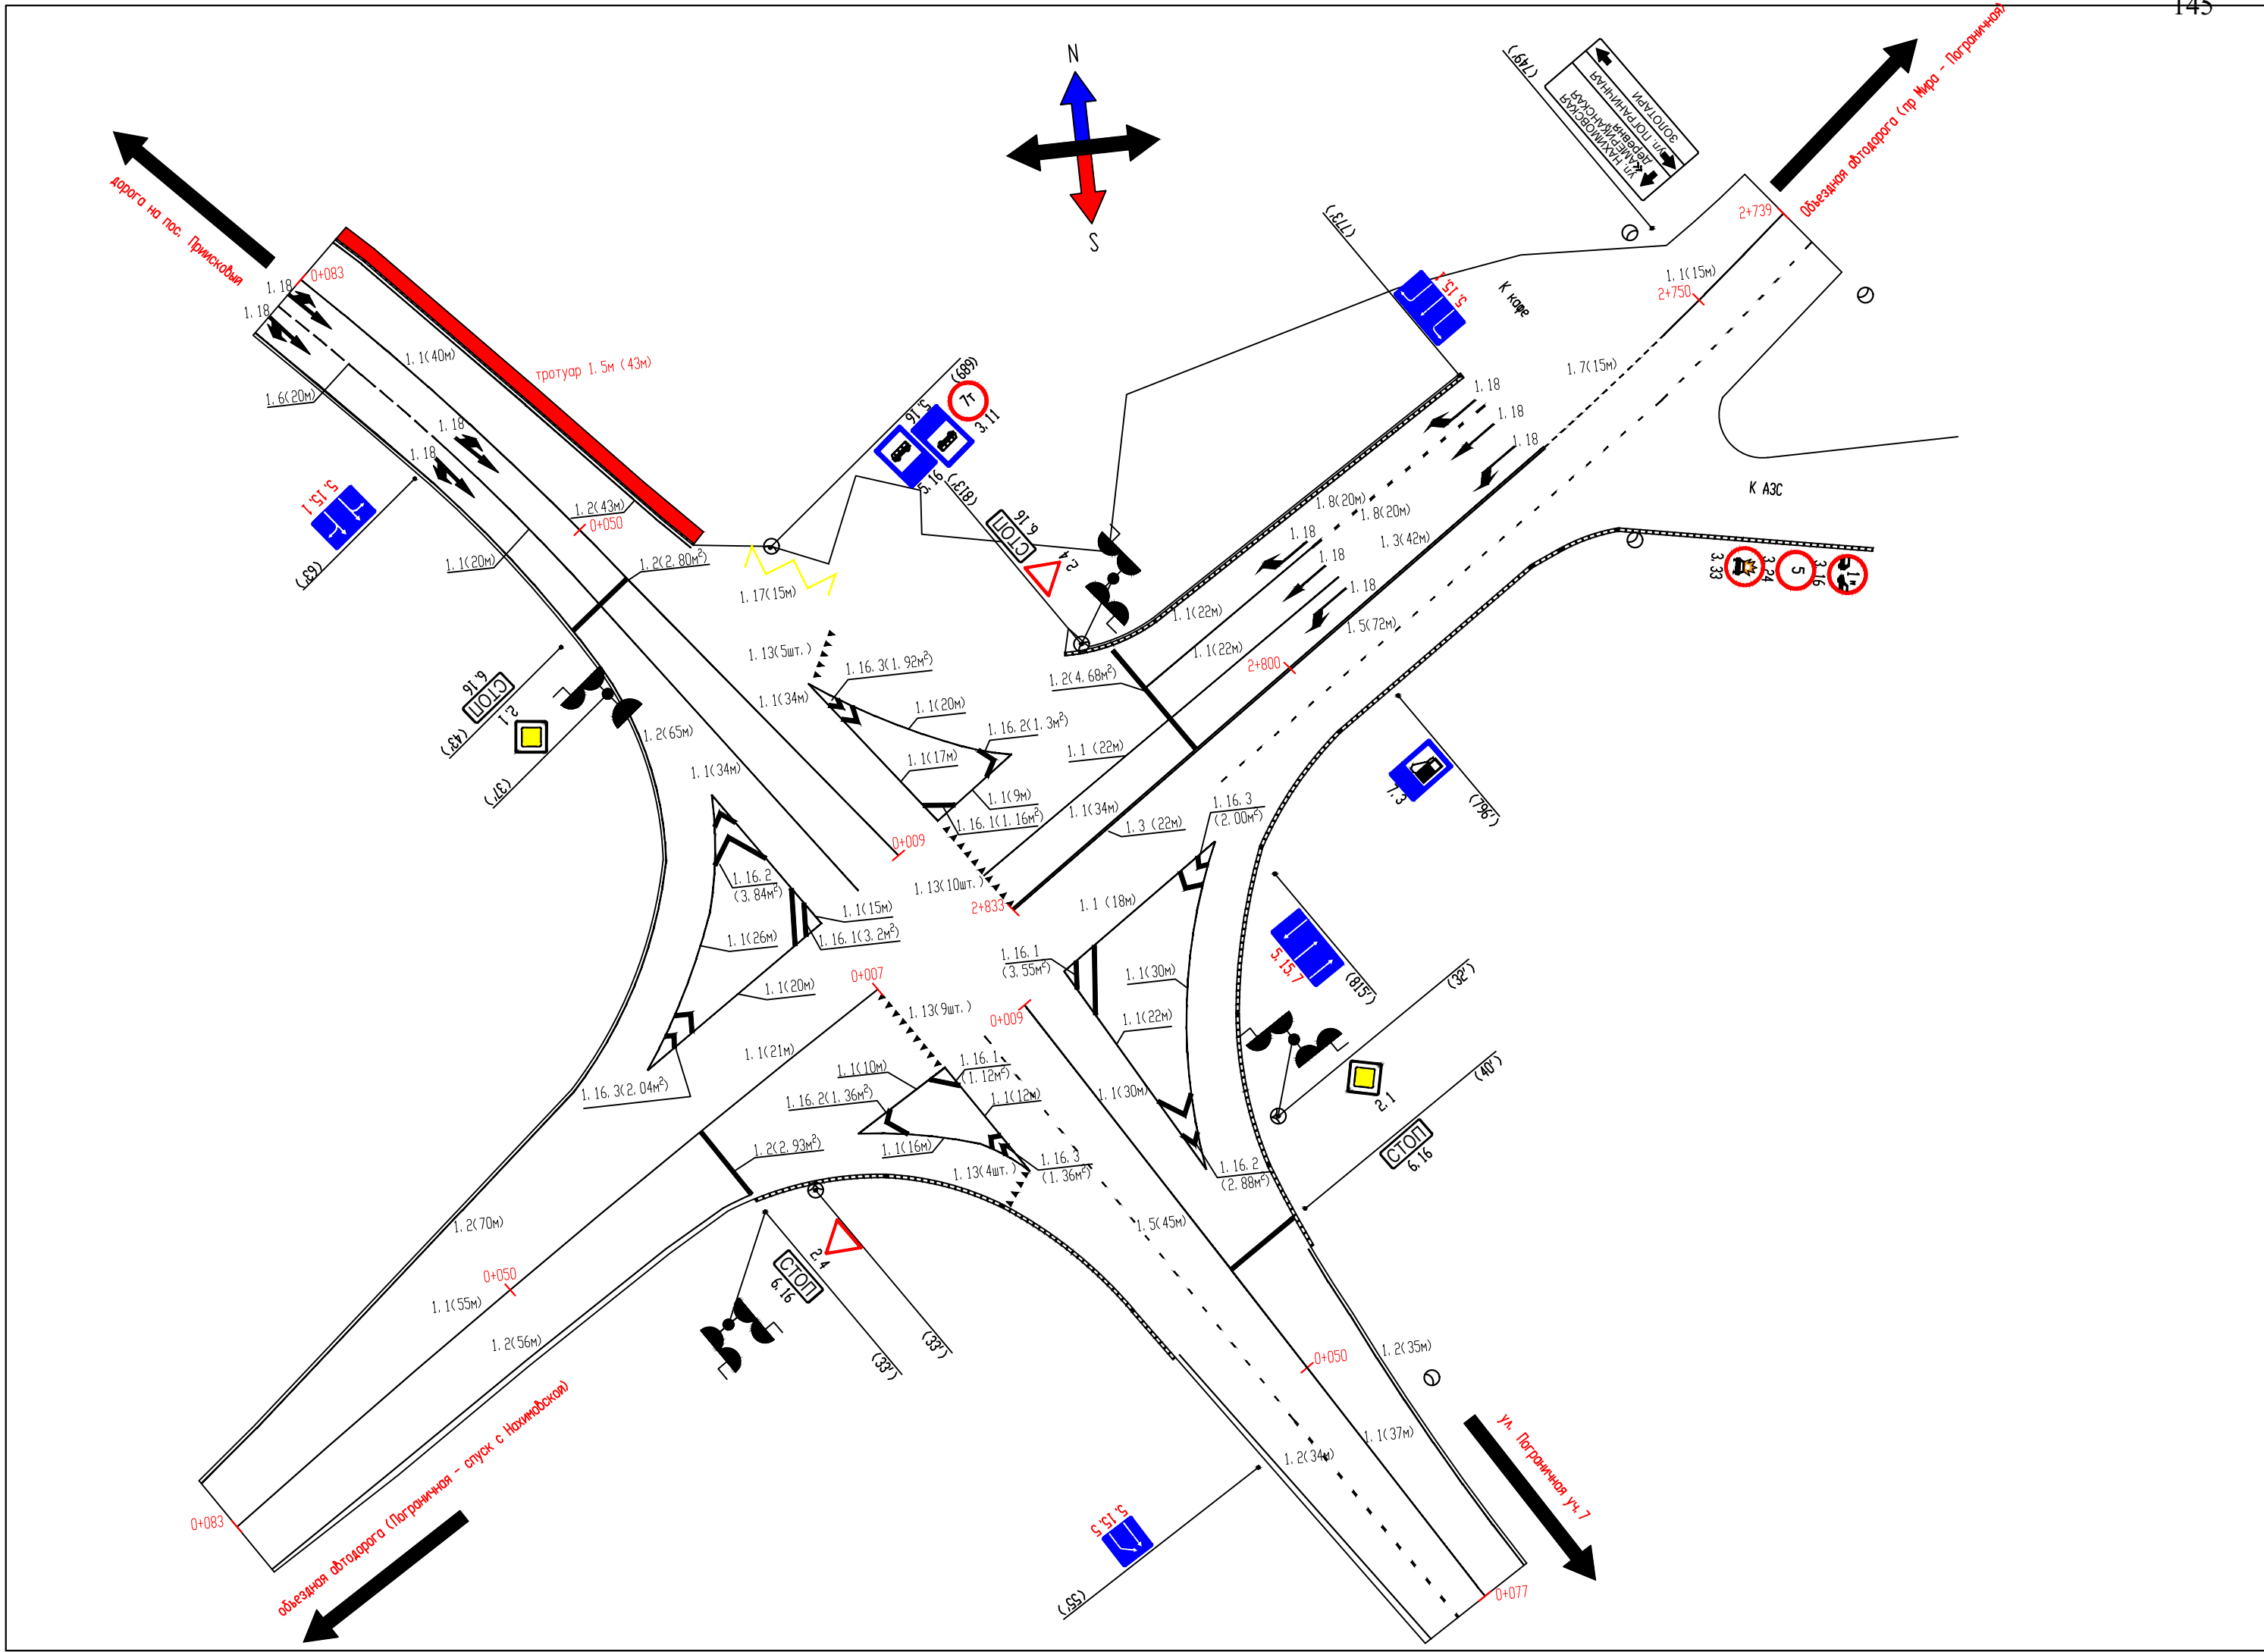 145
N
S
дорога на пос. Приисковый
0+083
1.18
1.18
1.1(40м)
тротуар 1.5м (43м)
1.6(20м)
1.18
1.18
5.15.1
(63')
1.2(43м)
0+050
1.1(20м)
1.2(2.80м²)
1.17(15м)
(689)
7т
3.11
5.16
5.16
(813')
СТОП
6.16
2.4
(749')
ул. НАХИМОВСКАЯ
"АМЕРИКАНСКАЯ
деревня"
ул. ПОГРАНИЧНАЯ
ЗОЛОТАРИ
Объездная автодорога (пр Мира - Пограничная)
2+739
1.1(15м)
2+750
(773')
5.15.1
К кафе
1.7(15м)
1.18
1.18
1.18
К АЗС
1.8(20м)
1.8(20м)
1.3(42м)
1.18
1.18
1.18
3.33
3.24
5
3.16
1м
1.5(72м)
1.1(22м)
1.1(22м)
2+800
1.2(4.68м²)
1.1 (22м)
1.13(5шт.)
1.16.3(1.92м²)
1.1(34м)
1.1(20м)
1.16.2(1.3м²)
1.1(17м)
1.1(9м)
1.16.1(1.16м²)
СТОП
6.16
2.1
(43')
(37')
1.2(65м)
1.1(34м)
0+009
1.1(34м)
1.3 (22м)
1.16.3
(2.00м²)
7.3
(796')
1.13(10шт.)
2+833
1.1 (18м)
1.16.2
(3.84м²)
1.1(15м)
1.16.1(3.2м²)
1.1(26м)
1.1(20м)
0+007
1.16.1
(3.55м²)
1.1(30м)
5.15.7
(815')
(32')
1.13(9шт.)
0+009
1.1(22м)
1.1(21м)
1.16.3(2.04м²)
1.1(10м)
1.16.1
(1.12м²)
1.16.2(1.36м²)
1.1(12м)
1.1(30м)
2.1
(40')
СТОП
6.16
1.2(2.93м²)
1.1(16м)
1.13(4шт.)
1.16.3
(1.36м²)
1.16.2
(2.88м²)
1.2(70м)
1.5(45м)
2.4
СТОП
6.16
(33')
(33')
0+050
1.1(55м)
1.2(56м)
0+050
1.2(35м)
1.1(37м)
1.2(34м)
ул. Пограничная уч.7
объездная автодорога (Пограничная - спуск с Нахимовской)
0+083
5.15.5
(55')
0+077